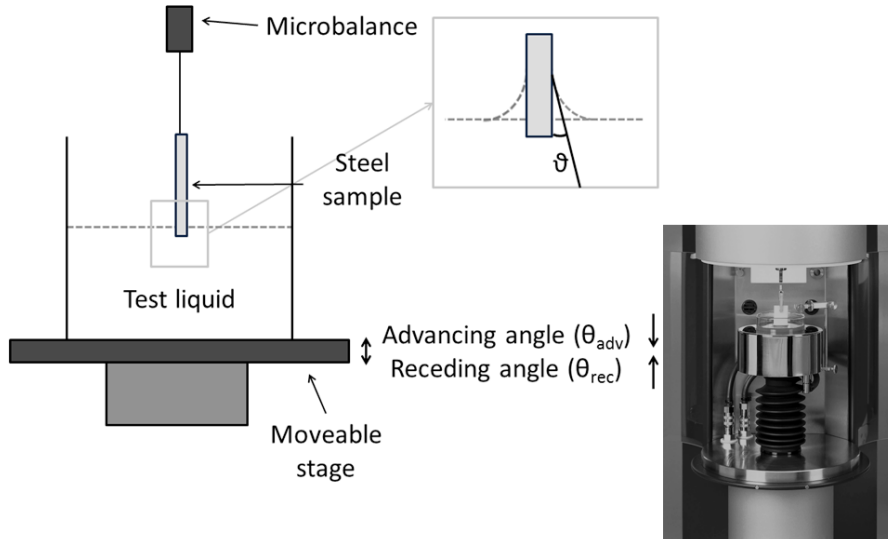 Microbalance
Steel
sample
ϑ
Test liquid
Advancing angle (θadv)
Receding angle (θrec)
Moveable
stage